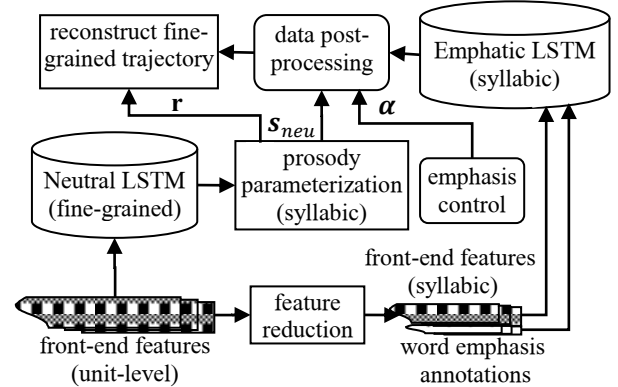 reconstruct fine-
grained trajectory
data post-
processing
Emphatic LSTM
(syllabic)
r
s_neu
α
Neutral LSTM
(fine-grained)
prosody
parameterization
(syllabic)
emphasis
control
front-end features
(syllabic)
feature
reduction
front-end features
(unit-level)
word emphasis
annotations